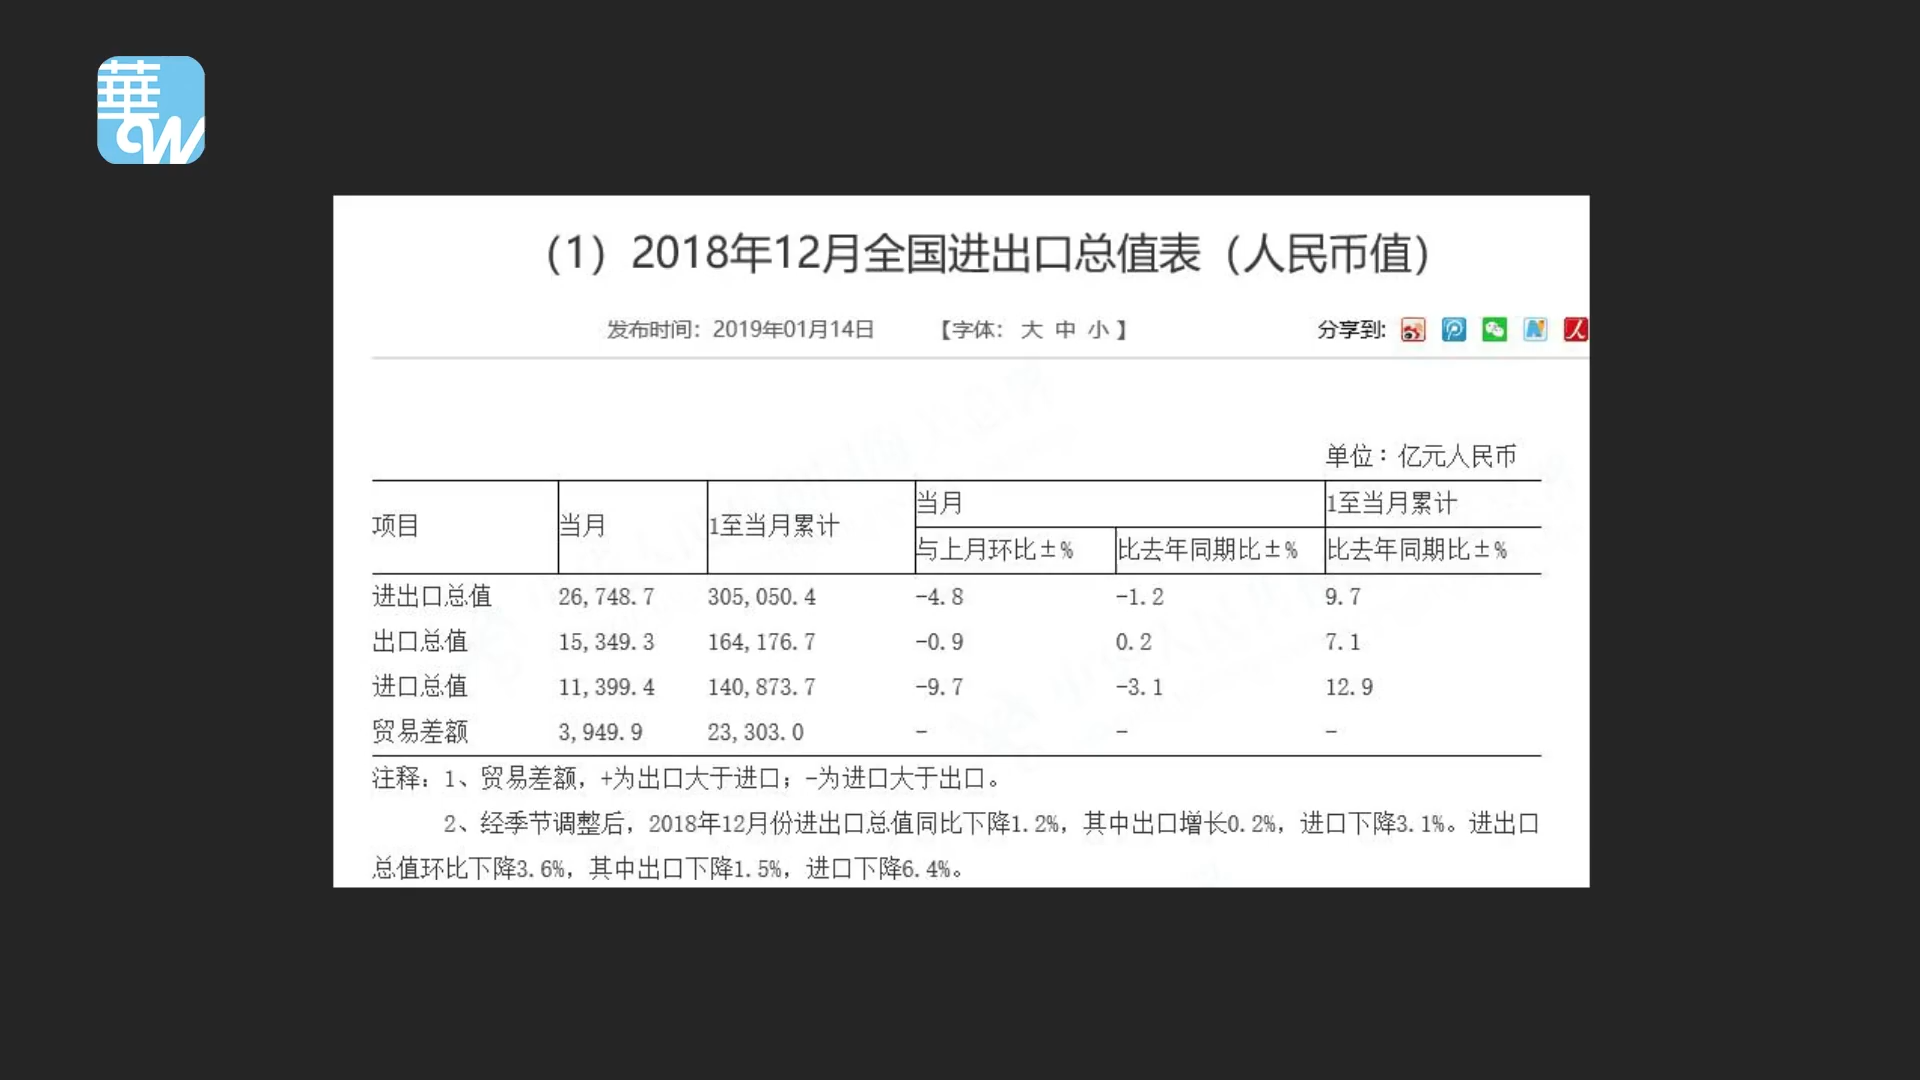 華
CW
（1）2018年12月全国进出口总值表（人民币值）
发布时间：2019年01月14日 【字体： 大 中 小 】 分享到:
单位：亿元人民币
项目 当月 1至当月累计 当月 1至当月累计
与上月环比±% 比去年同期比±% 比去年同期比±%
进出口总值 26,748.7 305,050.4 -4.8 -1.2 9.7
出口总值 15,349.3 164,176.7 -0.9 0.2 7.1
进口总值 11,399.4 140,873.7 -9.7 -3.1 12.9
贸易差额 3,949.9 23,303.0 - - -
注释：1、贸易差额，+为出口大于进口；-为进口大于出口。
2、经季节调整后，2018年12月份进出口总值同比下降1.2%，其中出口增长0.2%，进口下降3.1%。进出口
总值环比下降3.6%，其中出口下降1.5%，进口下降6.4%。